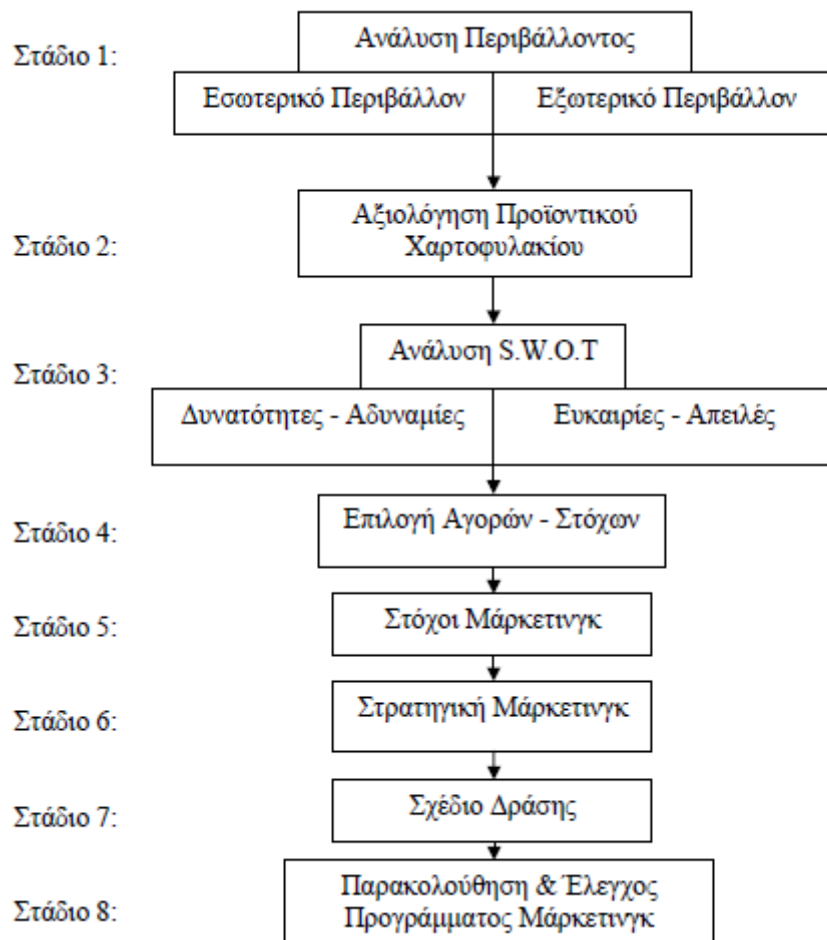 Στάδιο 1:
Ανάλυση Περιβάλλοντος
Εσωτερικό Περιβάλλον
Εξωτερικό Περιβάλλον
Στάδιο 2:
Αξιολόγηση Προϊοντικού
Χαρτοφυλακίου
Στάδιο 3:
Ανάλυση S.W.O.T
Δυνατότητες - Αδυναμίες
Ευκαιρίες - Απειλές
Στάδιο 4:
Επιλογή Αγορών - Στόχων
Στάδιο 5:
Στόχοι Μάρκετινγκ
Στάδιο 6:
Στρατηγική Μάρκετινγκ
Στάδιο 7:
Σχέδιο Δράσης
Στάδιο 8:
Παρακολούθηση & Έλεγχος
Προγράμματος Μάρκετινγκ